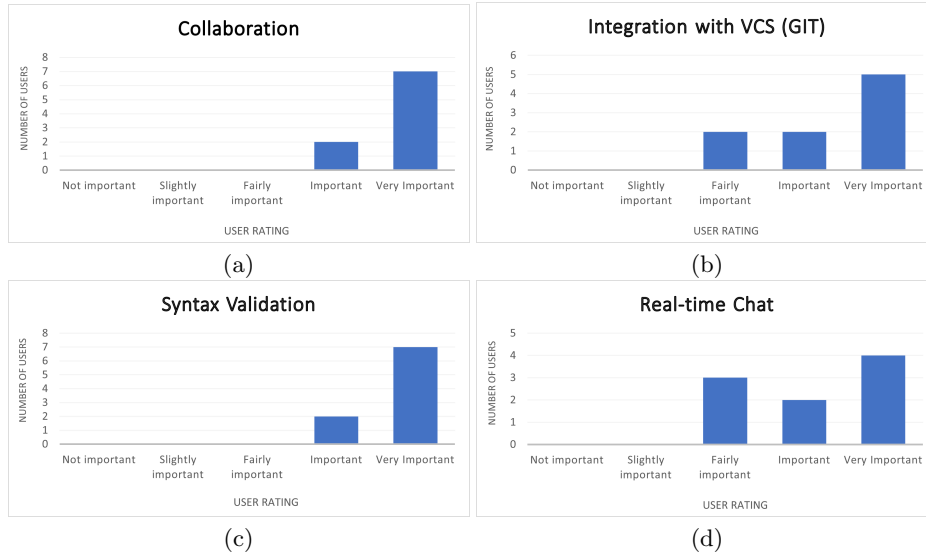 Collaboration
NUMBER OF USERS
8
7
6
5
4
3
2
1
0
Not important Slightly important Fairly important Important Very Important
USER RATING
(a)
Integration with VCS (GIT)
NUMBER OF USERS
6
5
4
3
2
1
0
Not important Slightly important Fairly important Important Very Important
USER RATING
(b)
Syntax Validation
NUMBER OF USERS
8
7
6
5
4
3
2
1
0
Not important Slightly important Fairly important Important Very Important
USER RATING
(c)
Real-time Chat
NUMBER OF USERS
5
4
3
2
1
0
Not important Slightly important Fairly important Important Very Important
USER RATING
(d)